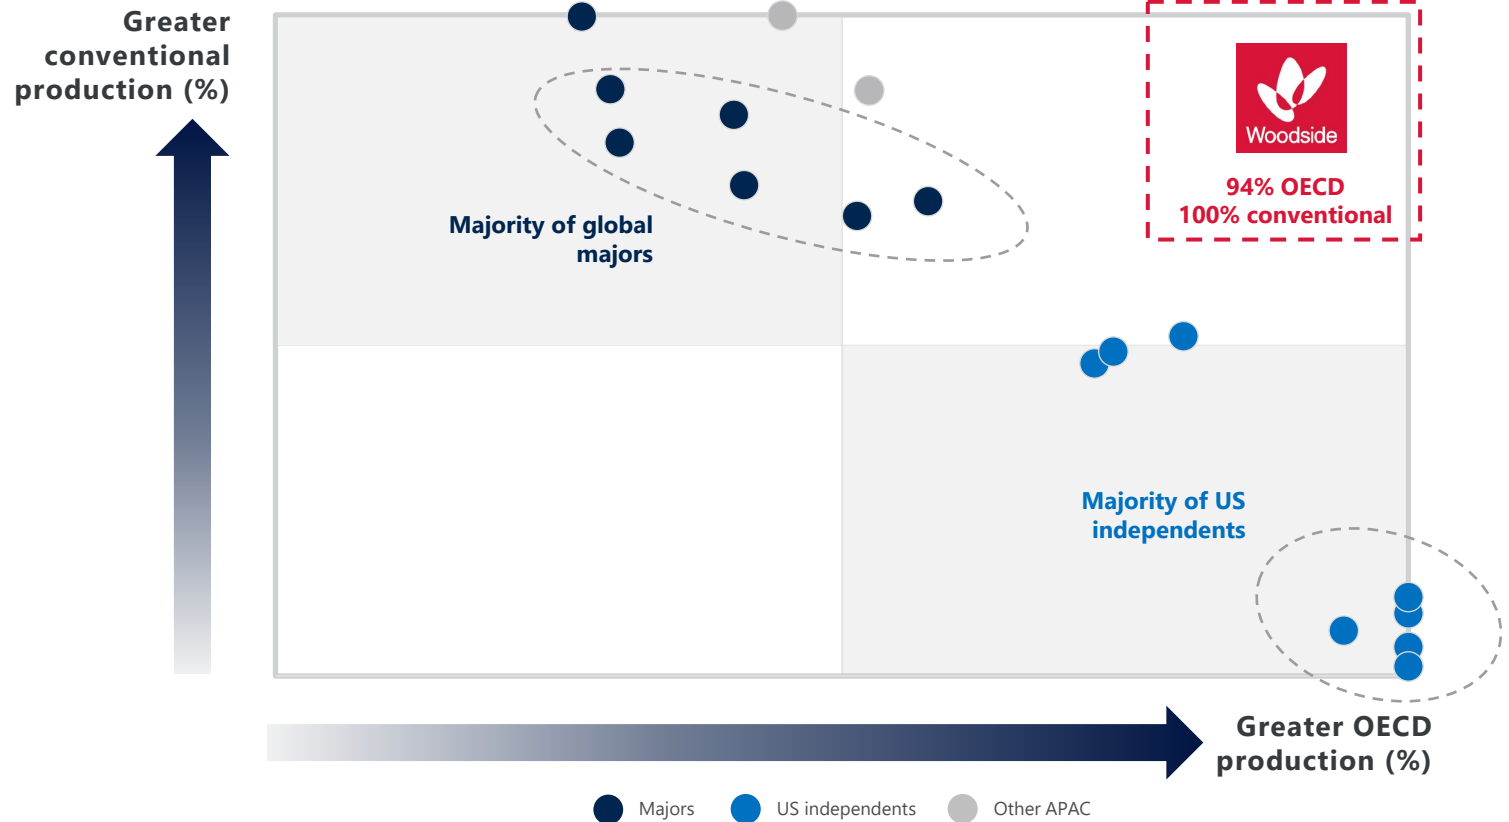 Greater
conventional
production (%)
Woodside
94% OECD
100% conventional
Majority of global
majors
Majority of US
independents
Greater OECD
production (%)
Majors
US independents
Other APAC